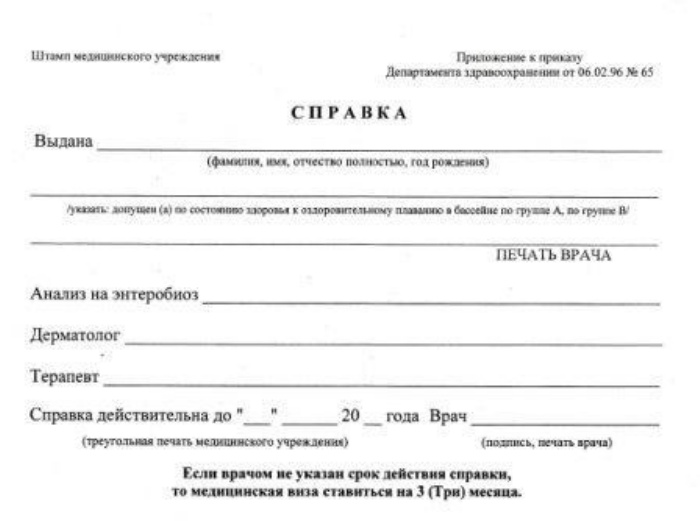 Штамп медицинского учреждения
Приложение к приказу
Департамента здравоохранении от 06.02.96 № 65
СПРАВКА
Выдана
(фамилия, имя, отчество полностью, год рождения)
/указать: допущен (а) по состоянию здоровья к оздоровительному плаванию в бассейне по группе А, по группе В/
ПЕЧАТЬ ВРАЧА
Анализ на энтеробиоз
Дерматолог
Терапевт
Справка действительна до "___" ______ 20 __ года Врач
(треугольная печать медицинского учреждения) (подпись, печать врача)
Если врачом не указан срок действия справки,
то медицинская виза ставиться на 3 (Три) месяца.